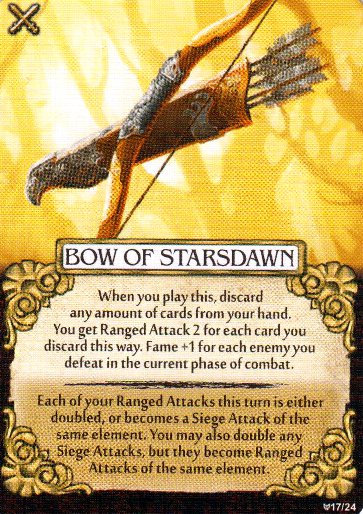 BOW OF STARSDAWN
When you play this, discard
any amount of cards from your hand.
You get Ranged Attack 2 for each card you
discard this way. Fame +1 for each enemy you
defeat in the current phase of combat.
Each of your Ranged Attacks this turn is either
doubled, or becomes a Siege Attack of the
same element. You may also double any
Siege Attacks, but they become Ranged
Attacks of the same element.
17/24